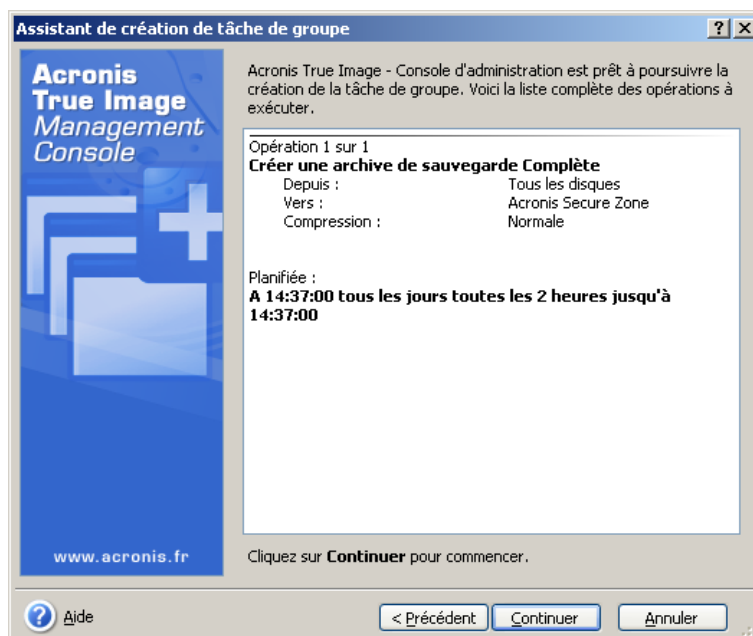 Assistant de création de tâche de groupe
Acronis
True Image
Management
Console
Acronis True Image - Console d'administration est prêt à poursuivre la
création de la tâche de groupe. Voici la liste complète des opérations à
exécuter.
Opération 1 sur 1
Créer une archive de sauvegarde Complète
Depuis : Tous les disques
Vers : Acronis Secure Zone
Compression : Normale
Planifiée :
A 14:37:00 tous les jours toutes les 2 heures jusqu'à
14:37:00
www.acronis.fr
Cliquez sur Continuer pour commencer.
Aide
< Précédent
Continuer
Annuler